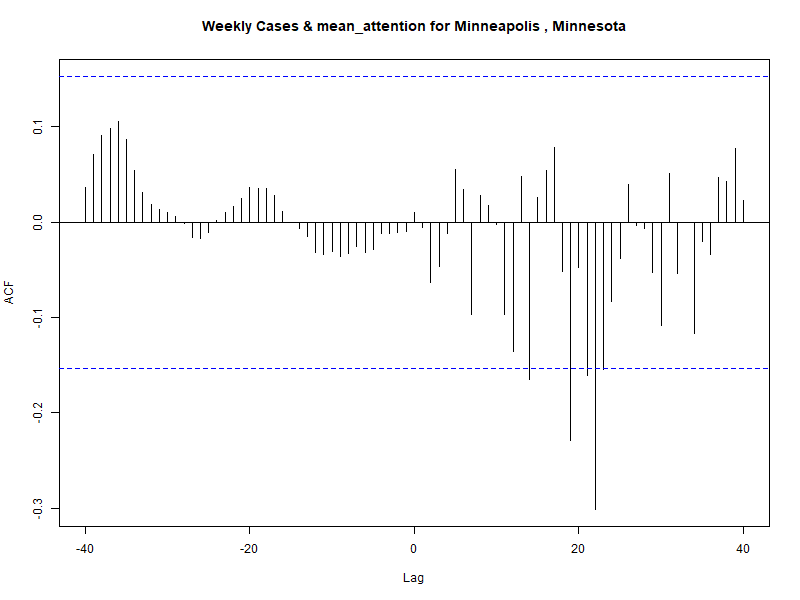 Weekly Cases & mean_attention for Minneapolis , Minnesota
ACF
0.1
0.0
-0.1
-0.2
-0.3
-40 -20 0 20 40
Lag